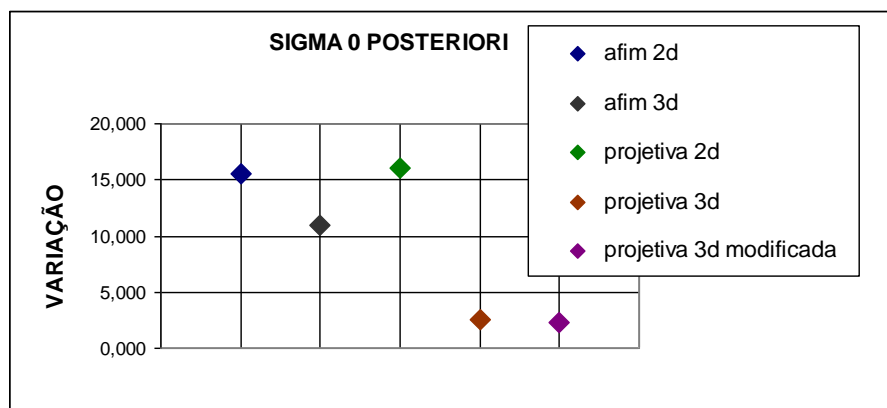 SIGMA 0 POSTERIORI
afim 2d
afim 3d
projetiva 2d
projetiva 3d
projetiva 3d modificada
VARIAÇÃO
20,000
15,000
10,000
5,000
0,000